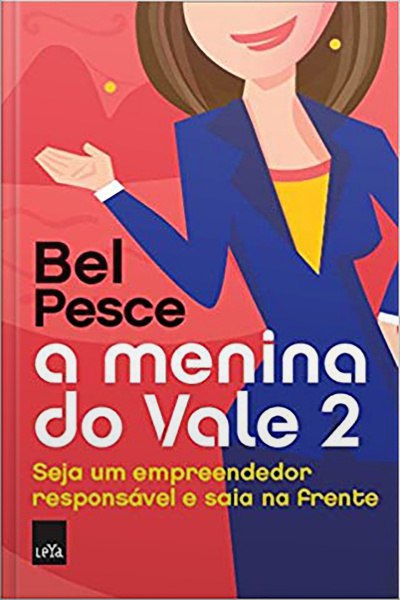 Bel
Pesce
a menina
do Vale 2
Seja um empreendedor
responsável e saia na frente
LeYa